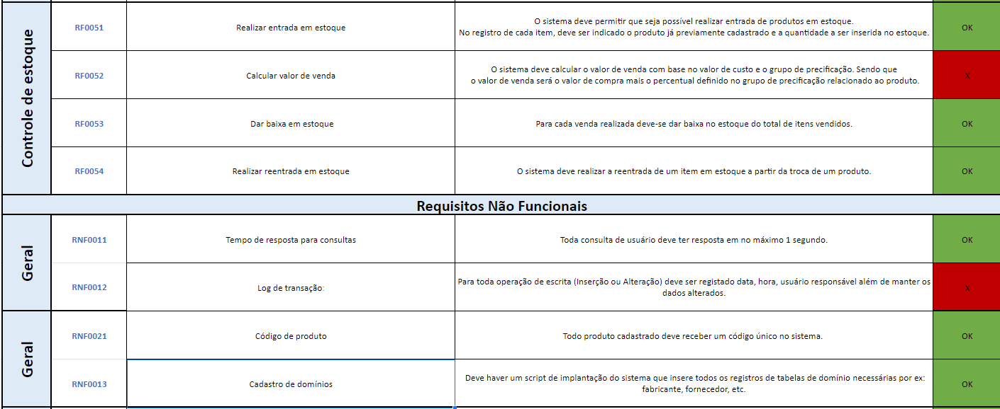 Controle de estoque
RF0051
Realizar entrada em estoque
O sistema deve permitir que seja possível realizar entrada de produtos em estoque.
No registro de cada item, deve ser indicado o produto já previamente cadastrado e a quantidade a ser inserida no estoque.
OK
RF0052
Calcular valor de venda
O sistema deve calcular o valor de venda com base no valor de custo e o grupo de precificação. Sendo que
o valor de venda será o valor de compra mais o percentual definido no grupo de precificação relacionado ao produto.
X
RF0053
Dar baixa em estoque
Para cada venda realizada deve-se dar baixa no estoque do total de itens vendidos.
OK
RF0054
Realizar reentrada em estoque
O sistema deve realizar a reentrada de um item em estoque a partir da troca de um produto.
OK
Requisitos Não Funcionais
Geral
RNF0011
Tempo de resposta para consultas
Toda consulta de usuário deve ter resposta em no máximo 1 segundo.
OK
RNF0012
Log de transação:
Para toda operação de escrita (Inserção ou Alteração) deve ser registado data, hora, usuário responsável além de manter os
dados alterados.
X
Geral
RNF0021
Código de produto
Todo produto cadastrado deve receber um código único no sistema.
OK
RNF0013
Cadastro de domínios
Deve haver um script de implantação do sistema que insere todos os registros de tabelas de domínio necessárias por ex:
fabricante, fornecedor, etc.
OK